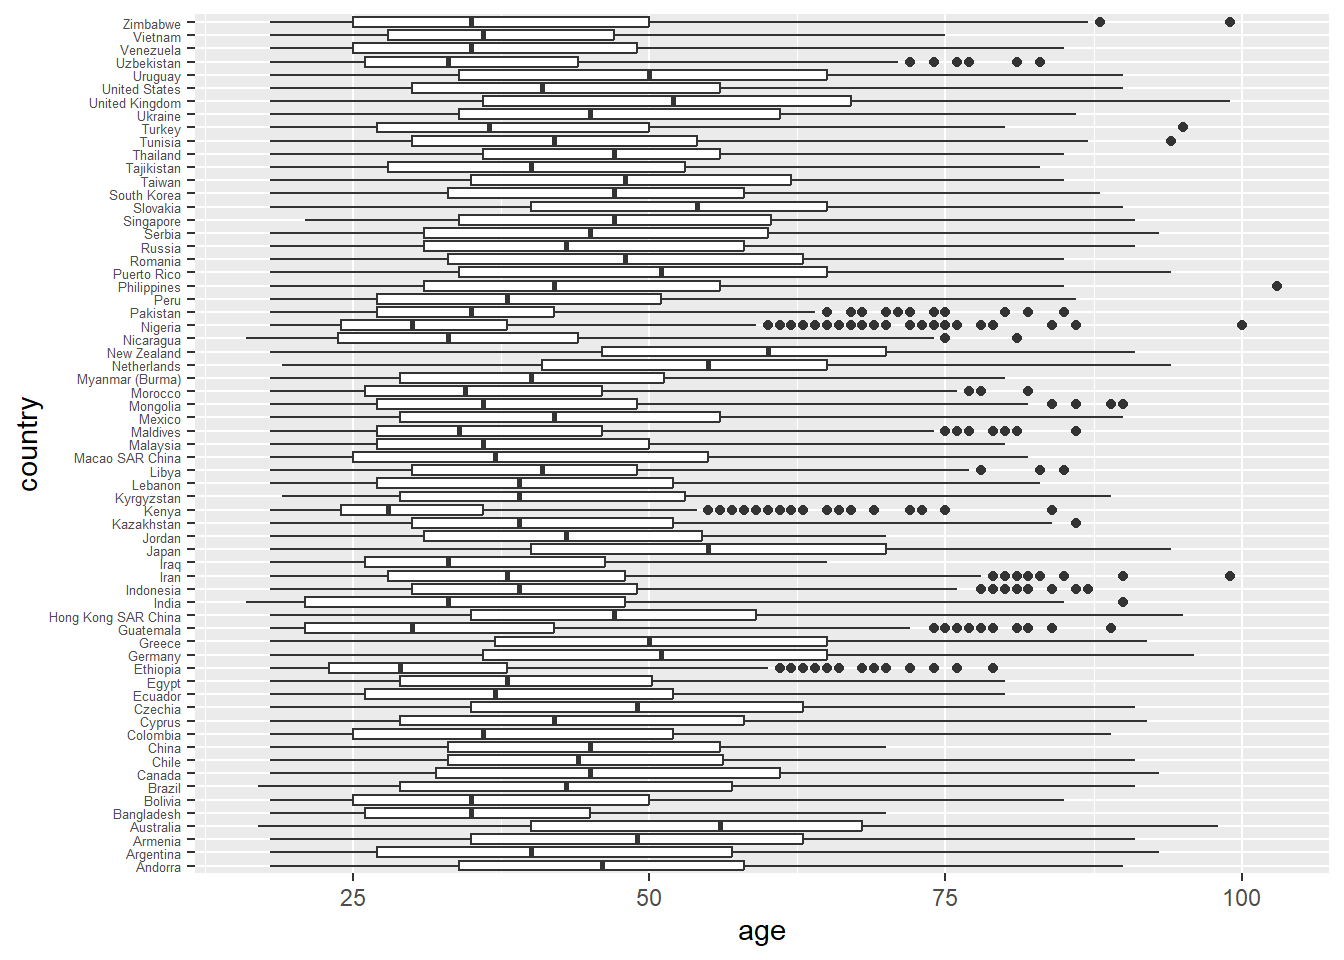 Zimbabwe
Vietnam
Venezuela
Uzbekistan
Uruguay
United States
United Kingdom
Ukraine
Turkey
Tunisia
Thailand
Tajikistan
Taiwan
South Korea
Slovakia
Singapore
Serbia
Russia
Romania
Puerto Rico
Philippines
Peru
Pakistan
Nigeria
Nicaragua
New Zealand
Netherlands
Myanmar (Burma)
Morocco
Mongolia
Mexico
Maldives
Malaysia
Macao SAR China
Libya
Lebanon
Kyrgyzstan
Kenya
Kazakhstan
Jordan
Japan
Iraq
Iran
Indonesia
India
Hong Kong SAR China
Guatemala
Greece
Germany
Ethiopia
Egypt
Ecuador
Czechia
Cyprus
Colombia
China
Chile
Canada
Brazil
Bolivia
Bangladesh
Australia
Armenia
Argentina
Andorra
country
25 50 75 100
age